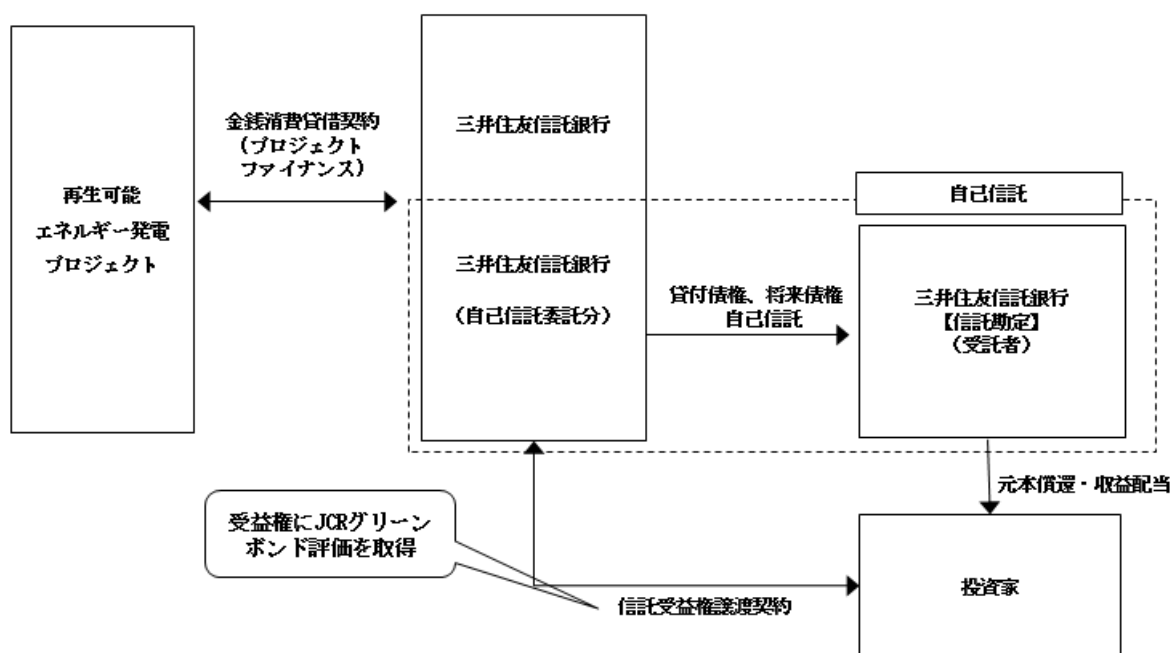 再生可能
エネルギー発電
プロジェクト
金銭消費貸借契約
(プロジェクト
ファイナンス)
三井住友信託銀行
三井住友信託銀行
(自己信託委託分)
貸付債権、将来債権
自己信託
自己信託
三井住友信託銀行
【信託勘定】
(受託者)
元本償還・収益配当
受益権にJCRグリーン
ボンド評価を取得
信託受益権譲渡契約
投資家